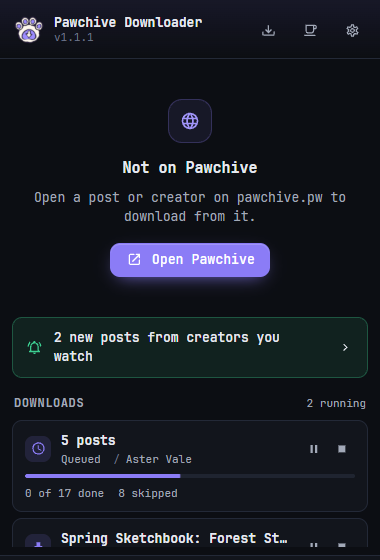 Pawchive Downloader
v1.1.1
Not on Pawchive
Open a post or creator on pawchive.pw to
download from it.
Open Pawchive
2 new posts from creators you
watch
DOWNLOADS 2 running
5 posts
Queued / Aster Vale
0 of 17 done 8 skipped
Spring Sketchbook: Forest St…